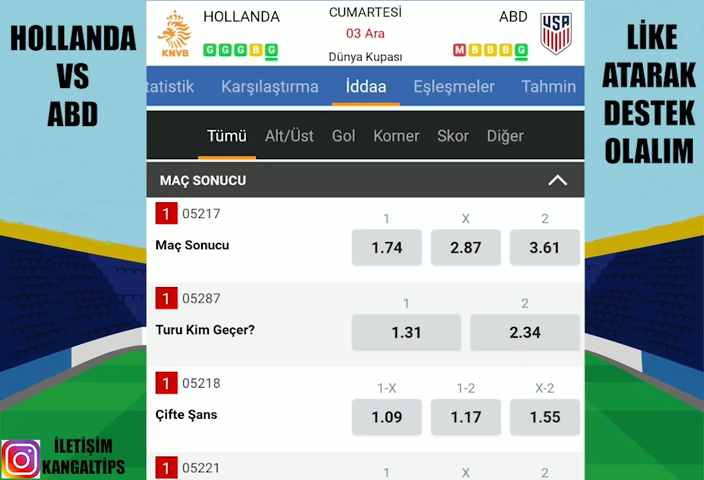 HOLLANDA
VS
ABD
KNVB
HOLLANDA
G G G B G
CUMARTESİ
03 Ara
Dünya Kupası
ABD
M B B B G
USA
LİKE
ATARAK
DESTEK
OLALIM
tatistik Karşılaştırma İddaa Eşleşmeler Tahmin
Tümü Alt/Üst Gol Korner Skor Diğer
MAÇ SONUCU
1 05217
Maç Sonucu
1 X 2
1.74 2.87 3.61
1 05287
Turu Kim Geçer?
1 2
1.31 2.34
1 05218
Çifte Şans
1-X 1-2 X-2
1.09 1.17 1.55
1 05221
1 X 2
İLETİŞİM
KANGALTİPS